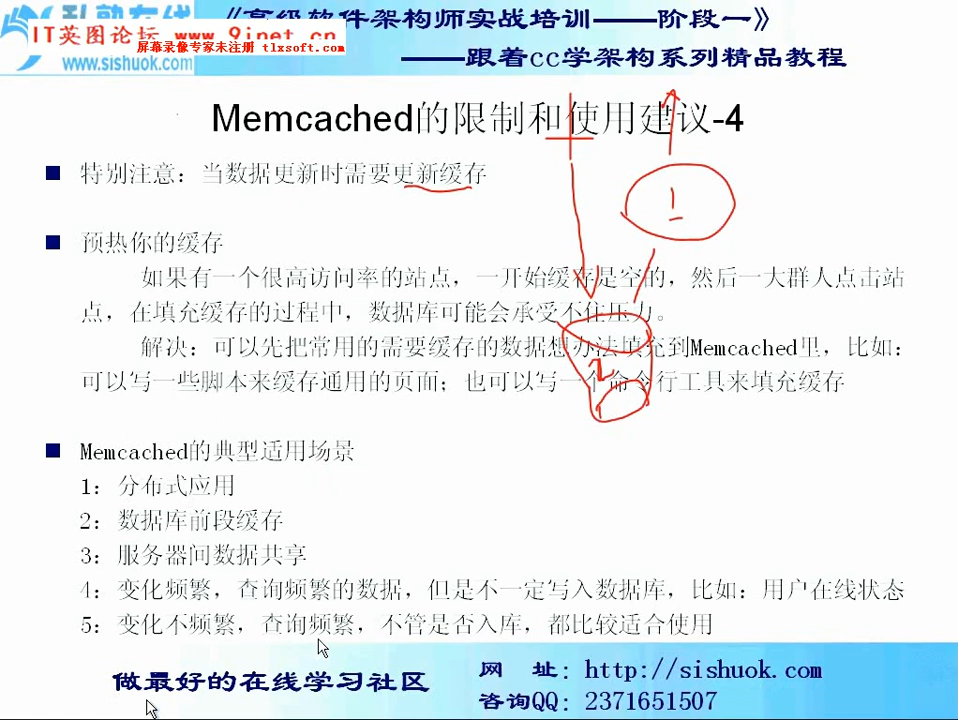 《高级软件架构师实战培训——阶段一》
IT英图论坛 www.9inet.cn
屏幕录像专家未注册 tlxsoft.com
www.sishuok.com
——跟着cc学架构系列精品教程
Memcached的限制和使用建议-4
特别注意：当数据更新时需要更新缓存
预热你的缓存
如果有一个很高访问率的站点，一开始缓存是空的，然后一大群人点击站
点，在填充缓存的过程中，数据库可能会承受不住压力。
解决：可以先把常用的需要缓存的数据想办法填充到Memcached里，比如：
可以写一些脚本来缓存通用的页面；也可以写一个命令行工具来填充缓存
Memcached的典型适用场景
1：分布式应用
2：数据库前段缓存
3：服务器间数据共享
4：变化频繁，查询频繁的数据，但是不一定写入数据库，比如：用户在线状态
5：变化不频繁，查询频繁，不管是否入库，都比较适合使用
做最好的在线学习社区
网 址：http://sishuok.com
咨询QQ：2371651507